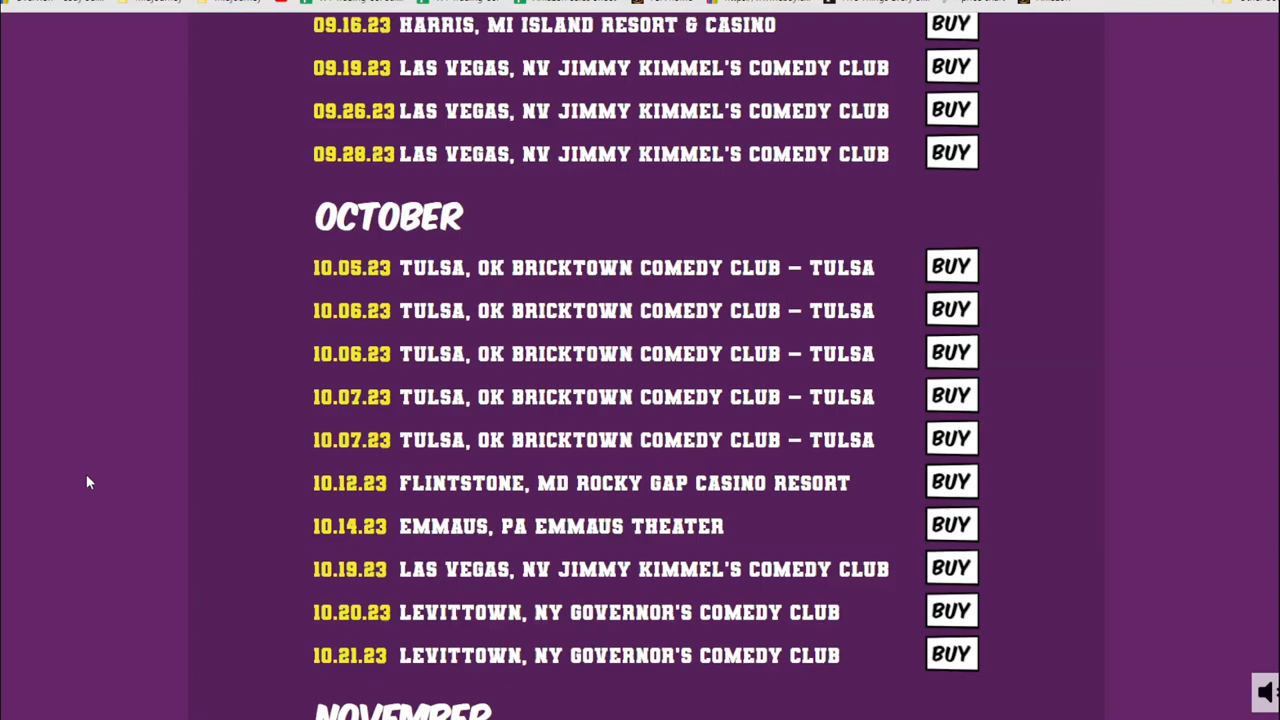 09.16.23 HARRIS, MI ISLAND RESORT & CASINO BUY
09.19.23 LAS VEGAS, NV JIMMY KIMMEL'S COMEDY CLUB BUY
09.26.23 LAS VEGAS, NV JIMMY KIMMEL'S COMEDY CLUB BUY
09.28.23 LAS VEGAS, NV JIMMY KIMMEL'S COMEDY CLUB BUY
OCTOBER
10.05.23 TULSA, OK BRICKTOWN COMEDY CLUB – TULSA BUY
10.06.23 TULSA, OK BRICKTOWN COMEDY CLUB – TULSA BUY
10.06.23 TULSA, OK BRICKTOWN COMEDY CLUB – TULSA BUY
10.07.23 TULSA, OK BRICKTOWN COMEDY CLUB – TULSA BUY
10.07.23 TULSA, OK BRICKTOWN COMEDY CLUB – TULSA BUY
10.12.23 FLINTSTONE, MD ROCKY GAP CASINO RESORT BUY
10.14.23 EMMAUS, PA EMMAUS THEATER BUY
10.19.23 LAS VEGAS, NV JIMMY KIMMEL'S COMEDY CLUB BUY
10.20.23 LEVITTOWN, NY GOVERNOR'S COMEDY CLUB BUY
10.21.23 LEVITTOWN, NY GOVERNOR'S COMEDY CLUB BUY
NOVEMBER